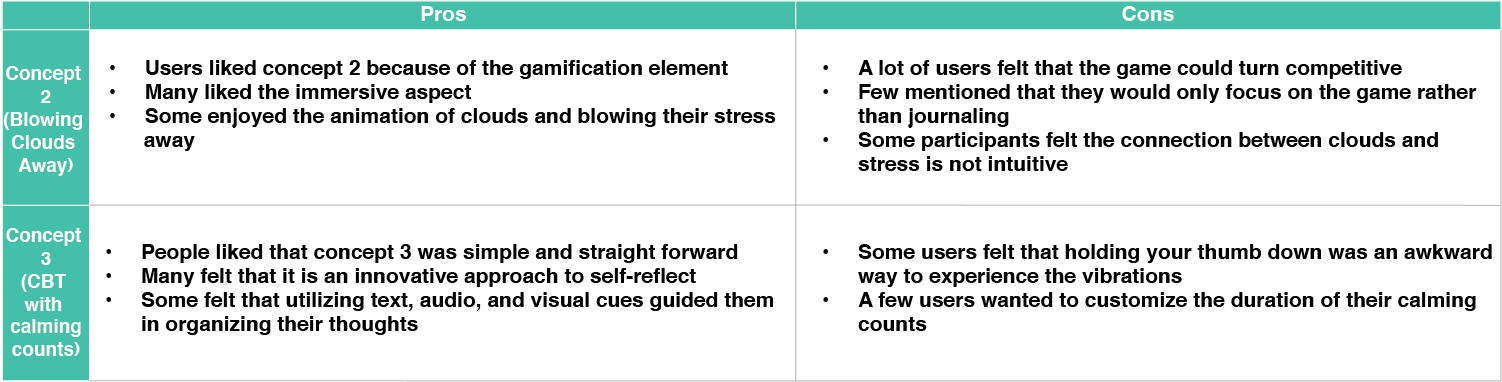 Pros
Cons
Concept
2
(Blowing
Clouds
Away)
• Users liked concept 2 because of the gamification element
• Many liked the immersive aspect
• Some enjoyed the animation of clouds and blowing their stress
away
• A lot of users felt that the game could turn competitive
• Few mentioned that they would only focus on the game rather
than journaling
• Some participants felt the connection between clouds and
stress is not intuitive
Concept
3
(CBT
with
calming
counts)
• People liked that concept 3 was simple and straight forward
• Many felt that it is an innovative approach to self-reflect
• Some felt that utilizing text, audio, and visual cues guided them
in organizing their thoughts
• Some users felt that holding your thumb down was an awkward
way to experience the vibrations
• A few users wanted to customize the duration of their calming
counts